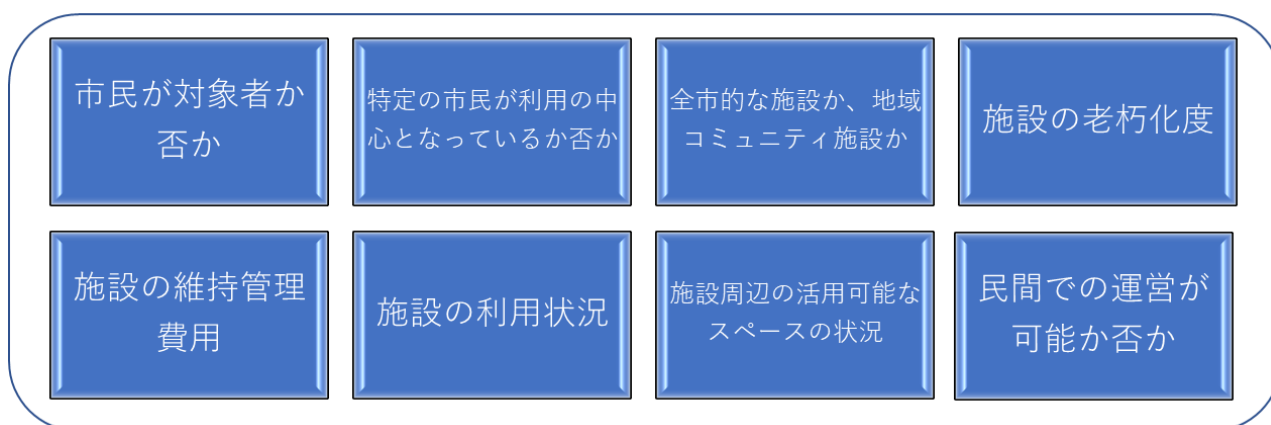 市民が対象者か
否か
特定の市民が利用の中
心となっているか否か
全市的な施設か、地域
コミュニティ施設か
施設の老朽化度
施設の維持管理
費用
施設の利用状況
施設周辺の活用可能な
スペースの状況
民間での運営が
可能か否か